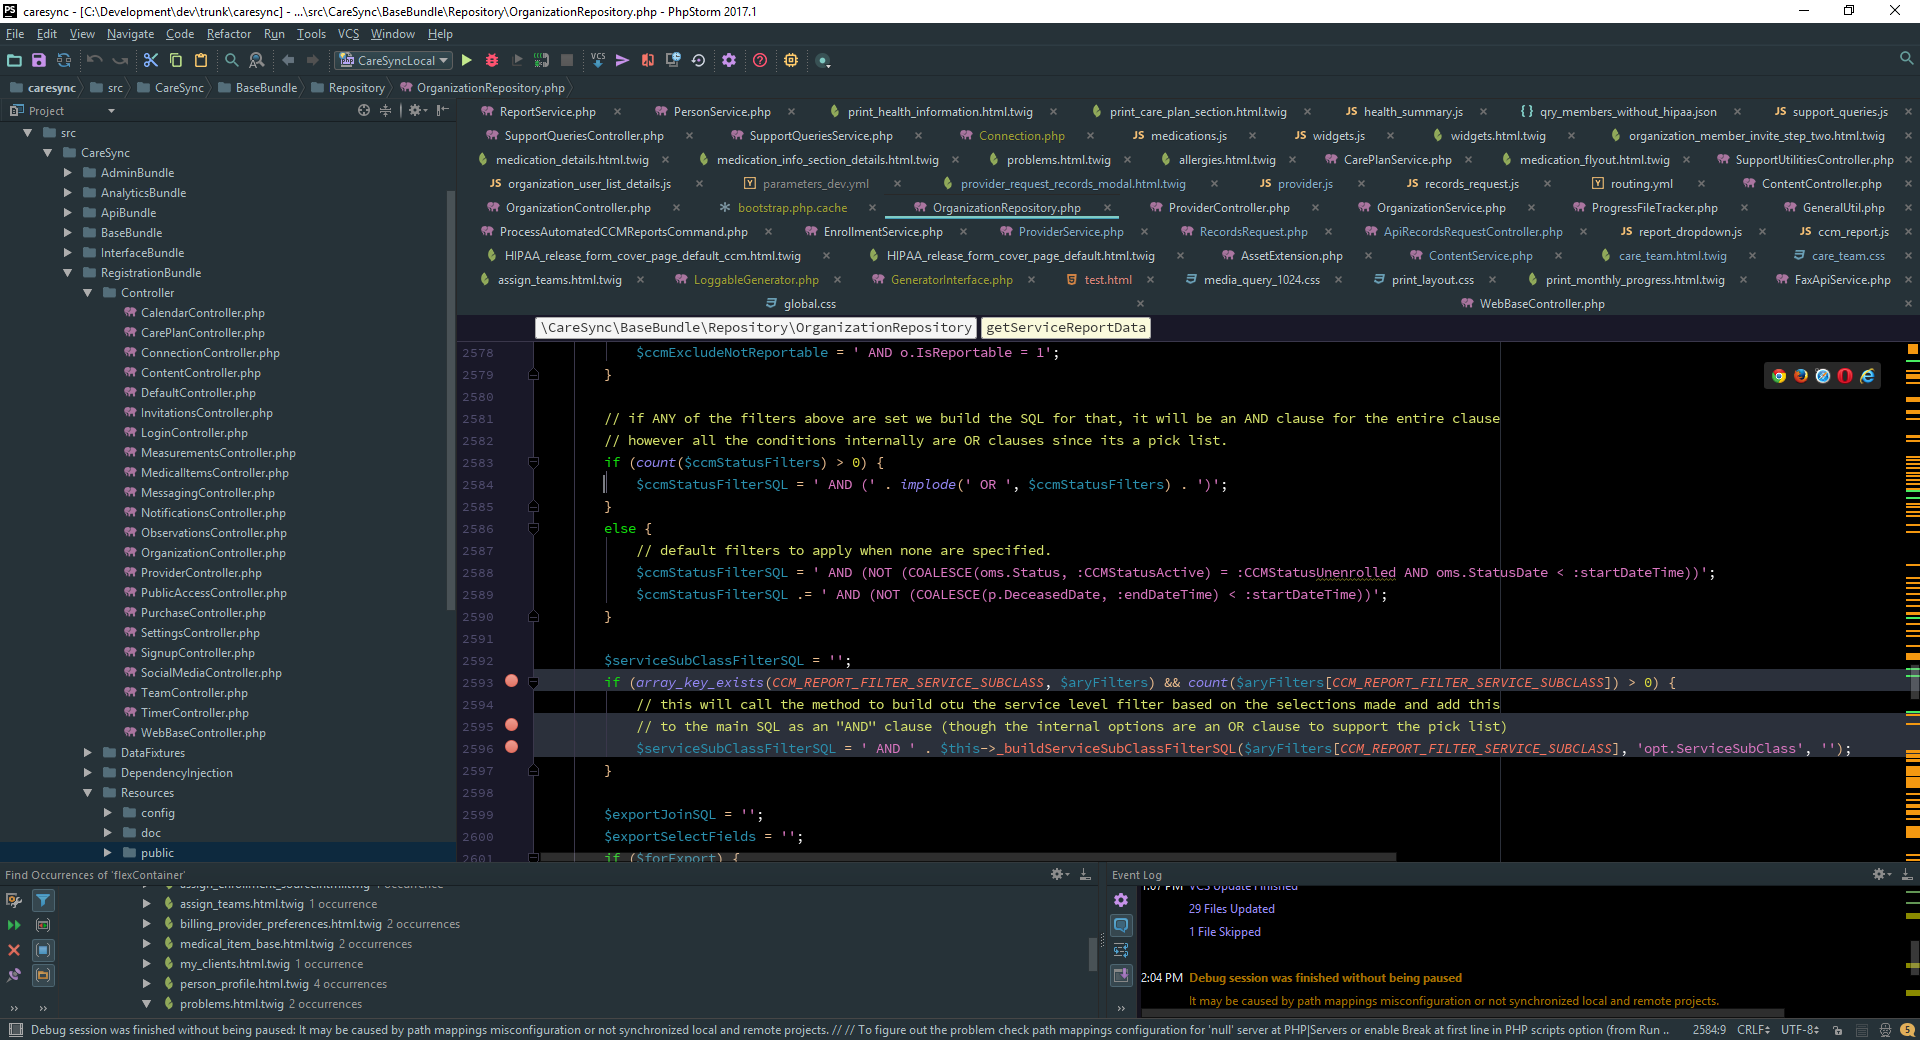 caresync - [C:\Development\dev\trunk\caresync] - ...\src\CareSync\BaseBundle\Repository\OrganizationRepository.php - PhpStorm 2017.1
File Edit View Navigate Code Refactor Run Tools VCS Window Help
CareSyncLocal
caresync src CareSync BaseBundle Repository OrganizationRepository.php
Project
src
CareSync
AdminBundle
AnalyticsBundle
ApiBundle
BaseBundle
InterfaceBundle
RegistrationBundle
Controller
CalendarController.php
CarePlanController.php
ConnectionController.php
ContentController.php
DefaultController.php
InvitationsController.php
LoginController.php
MeasurementsController.php
MedicalItemsController.php
MessagingController.php
NotificationsController.php
ObservationsController.php
OrganizationController.php
ProviderController.php
PublicAccessController.php
PurchaseController.php
SettingsController.php
SignupController.php
SocialMediaController.php
TeamController.php
TimerController.php
WebBaseController.php
DataFixtures
DependencyInjection
Resources
config
doc
public
ReportService.php PersonService.php print_health_information.html.twig print_care_plan_section.html.twig health_summary.js qry_members_without_hipaa.json support_queries.js
SupportQueriesController.php SupportQueriesService.php Connection.php medications.js widgets.js widgets.html.twig organization_member_invite_step_two.html.twig
medication_details.html.twig medication_info_section_details.html.twig problems.html.twig allergies.html.twig CarePlanService.php medication_flyout.html.twig SupportUtilitiesController.php
organization_user_list_details.js parameters_dev.yml provider_request_records_modal.html.twig provider.js records_request.js routing.yml ContentController.php
OrganizationController.php bootstrap.php.cache OrganizationRepository.php ProviderController.php OrganizationService.php ProgressFileTracker.php GeneralUtil.php
ProcessAutomatedCCMReportsCommand.php EnrollmentService.php ProviderService.php RecordsRequest.php ApiRecordsRequestController.php report_dropdown.js ccm_report.js
HIPAA_release_form_cover_page_default_ccm.html.twig HIPAA_release_form_cover_page_default.html.twig AssetExtension.php ContentService.php care_team.html.twig care_team.css
assign_teams.html.twig LoggableGenerator.php GeneratorInterface.php test.html media_query_1024.css print_layout.css print_monthly_progress.html.twig FaxApiService.php
global.css WebBaseController.php
\CareSync\BaseBundle\Repository\OrganizationRepository getServiceReportData
2578 $ccmExcludeNotReportable = ' AND o.IsReportable = 1';
2579 }
2580
2581 // if ANY of the filters above are set we build the SQL for that, it will be an AND clause for the entire clause
2582 // however all the conditions internally are OR clauses since its a pick list.
2583 if (count($ccmStatusFilters) > 0) {
2584 $ccmStatusFilterSQL = ' AND (' . implode(' OR ', $ccmStatusFilters) . ')';
2585 }
2586 else {
2587 // default filters to apply when none are specified.
2588 $ccmStatusFilterSQL = ' AND (NOT (COALESCE(oms.Status, :CCMStatusActive) = :CCMStatusUnenrolled AND oms.StatusDate < :startDateTime))';
2589 $ccmStatusFilterSQL .= ' AND (NOT (COALESCE(p.DeceasedDate, :endDateTime) < :startDateTime))';
2590 }
2591
2592 $serviceSubClassFilterSQL = '';
2593 if (array_key_exists(CCM_REPORT_FILTER_SERVICE_SUBCLASS, $aryFilters) && count($aryFilters[CCM_REPORT_FILTER_SERVICE_SUBCLASS]) > 0) {
2594 // this will call the method to build otu the service level filter based on the selections made and add this
2595 // to the main SQL as an "AND" clause (though the internal options are an OR clause to support the pick list)
2596 $serviceSubClassFilterSQL = ' AND ' . $this->_buildServiceSubClassFilterSQL($aryFilters[CCM_REPORT_FILTER_SERVICE_SUBCLASS], 'opt.ServiceSubClass', '');
2597 }
2598
2599 $exportJoinSQL = '';
2600 $exportSelectFields = '';
2601 if ($forExport) {
Find Occurrences of 'flexContainer'
assign_enrollment_source.html.twig 1 occurrence
assign_teams.html.twig 1 occurrence
billing_provider_preferences.html.twig 2 occurrences
medical_item_base.html.twig 2 occurrences
my_clients.html.twig 1 occurrence
person_profile.html.twig 4 occurrences
problems.html.twig 2 occurrences
Event Log
1:07 PM VCS Update Finished
29 Files Updated
1 File Skipped
2:04 PM Debug session was finished without being paused
It may be caused by path mappings misconfiguration or not synchronized local and remote projects.
Debug session was finished without being paused: It may be caused by path mappings misconfiguration or not synchronized local and remote projects. // // To figure out the problem check path mappings configuration for 'null' server at PHP|Servers or enable Break at first line in PHP scripts option (from Run .. 2584:9 CRLF UTF-8 5